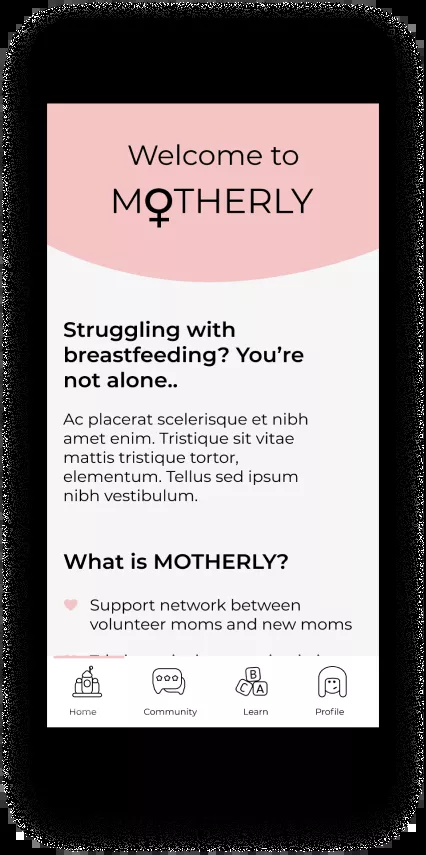 Welcome to
M♀THERLY
Struggling with
breastfeeding? You're
not alone..
Ac placerat scelerisque et nibh
amet enim. Tristique sit vitae
mattis tristique tortor,
elementum. Tellus sed ipsum
nibh vestibulum.
What is MOTHERLY?
Support network between
volunteer moms and new moms
B
C A
Home Community Learn Profile